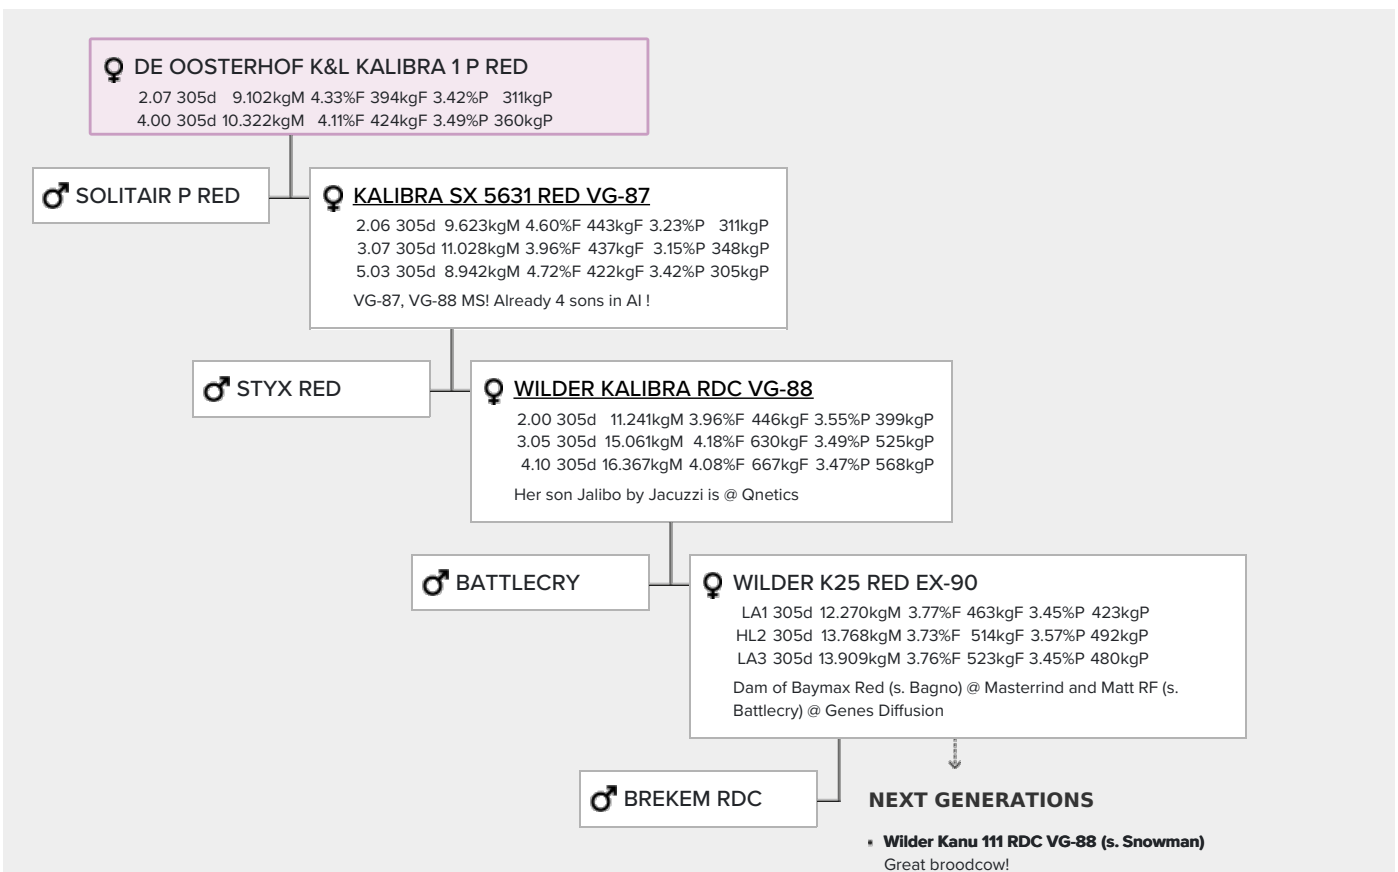 DE OOSTERHOF K&L KALIBRA 1 P RED
2.07 305d 9.102kgM 4.33%F 394kgF 3.42%P 311kgP
4.00 305d 10.322kgM 4.11%F 424kgF 3.49%P 360kgP
SOLITAIR P RED
KALIBRA SX 5631 RED VG-87
2.06 305d 9.623kgM 4.60%F 443kgF 3.23%P 311kgP
3.07 305d 11.028kgM 3.96%F 437kgF 3.15%P 348kgP
5.03 305d 8.942kgM 4.72%F 422kgF 3.42%P 305kgP
VG-87, VG-88 MS! Already 4 sons in AI !
STYX RED
WILDER KALIBRA RDC VG-88
2.00 305d 11.241kgM 3.96%F 446kgF 3.55%P 399kgP
3.05 305d 15.061kgM 4.18%F 630kgF 3.49%P 525kgP
4.10 305d 16.367kgM 4.08%F 667kgF 3.47%P 568kgP
Her son Jalibo by Jacuzzi is @ Qnetics
BATTLECRY
WILDER K25 RED EX-90
LA1 305d 12.270kgM 3.77%F 463kgF 3.45%P 423kgP
HL2 305d 13.768kgM 3.73%F 514kgF 3.57%P 492kgP
LA3 305d 13.909kgM 3.76%F 523kgF 3.45%P 480kgP
Dam of Baymax Red (s. Bagno) @ Masterrind and Matt RF (s.
Battlecry) @ Genes Diffusion
BREKEM RDC
NEXT GENERATIONS
Wilder Kanu 111 RDC VG-88 (s. Snowman)
Great broodcow!